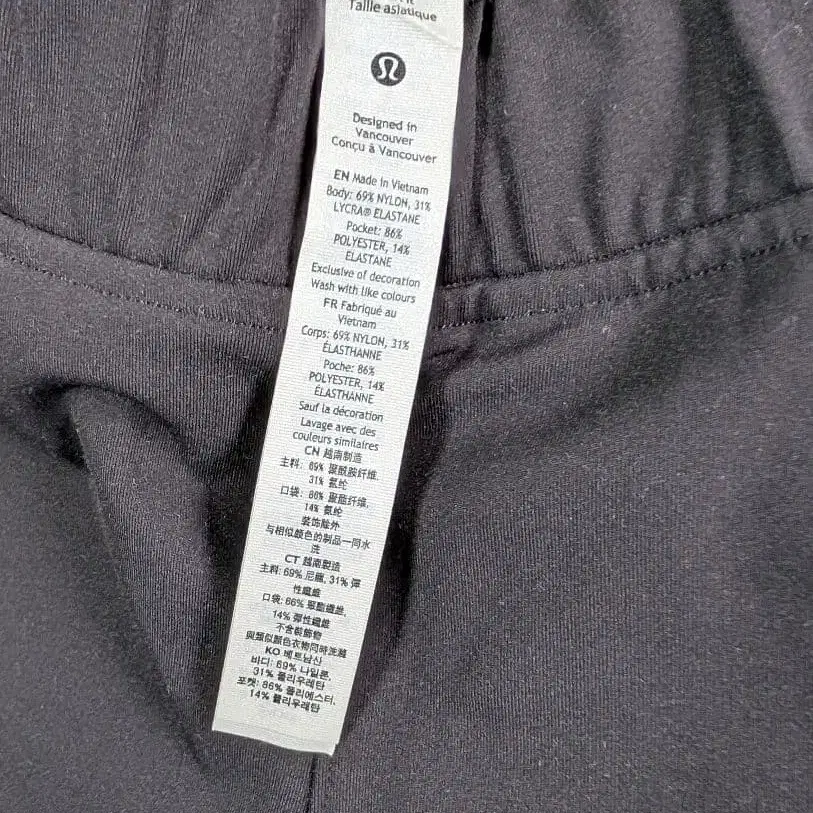 Taille asiatique
Designed in
Vancouver
Conçu à Vancouver
EN Made in Vietnam
Body: 69% NYLON, 31%
LYCRA® ELASTANE
Pocket: 86%
POLYESTER, 14%
ELASTANE
Exclusive of decoration
Wash with like colours
FR Fabriqué au
Vietnam
Corps: 69% NYLON, 31%
ÉLASTHANNE
Poche: 86%
POLYESTER, 14%
ÉLASTHANNE
Sauf la décoration
Lavage avec des
couleurs similaires
CN 越南制造
主料: 69% 聚酰胺纤维,
31% 氨纶
口袋: 86% 聚酯纤维,
14% 氨纶
装饰除外
与相似颜色的制品一同水
洗
CT 越南製造
主料: 69% 尼龍, 31% 彈
性纖維
口袋: 86% 聚酯纖維,
14% 彈性纖維
不含裝飾物
與類似顏色衣物同時洗滌
KO 베트남산
바디: 69% 나일론,
31% 폴리우레탄
포켓: 86% 폴리에스터,
14% 폴리우레탄